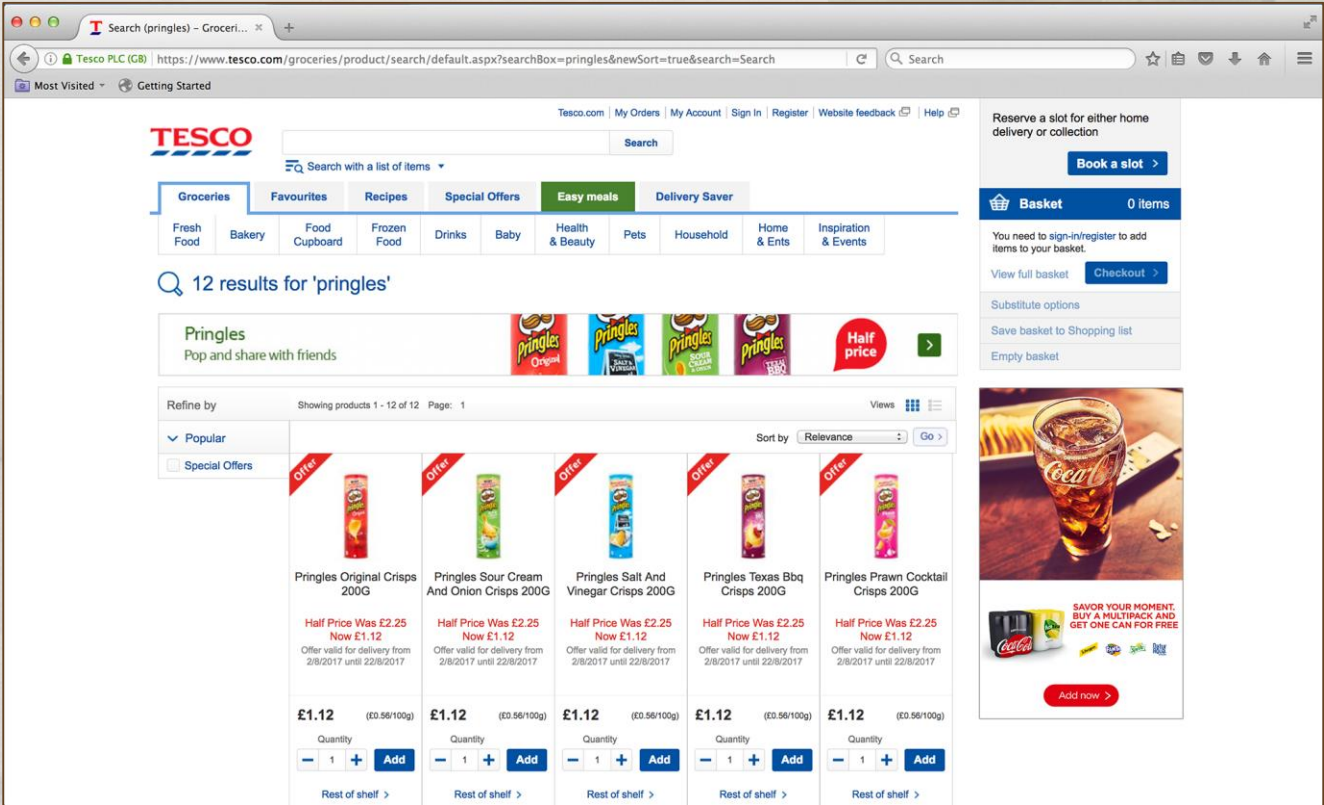 Search (pringles) – Groceri...
Tesco PLC (GB) https://www.tesco.com/groceries/product/search/default.aspx?searchBox=pringles&newSort=true&search=Search
Search
Most Visited
Getting Started
Tesco.com My Orders My Account Sign In Register Website feedback Help
TESCO
Search
Search with a list of items
Groceries Favourites Recipes Special Offers Easy meals Delivery Saver
Fresh Food Bakery Food Cupboard Frozen Food Drinks Baby Health & Beauty Pets Household Home & Ents Inspiration & Events
12 results for 'pringles'
Pringles
Pop and share with friends
Pringles Original
Pringles SALT & VINEGAR
Pringles SOUR CREAM & ONION
Pringles TEXAS BBQ
Half price
Refine by
Popular
Special Offers
Showing products 1 - 12 of 12 Page: 1
Views
Sort by Relevance Go
Offer
Pringles Original Crisps
200G
Half Price Was £2.25
Now £1.12
Offer valid for delivery from
2/8/2017 until 22/8/2017
£1.12 (£0.56/100g)
Quantity
1 Add
Rest of shelf
Offer
Pringles Sour Cream
And Onion Crisps 200G
Half Price Was £2.25
Now £1.12
Offer valid for delivery from
2/8/2017 until 22/8/2017
£1.12 (£0.56/100g)
Quantity
1 Add
Rest of shelf
Offer
Pringles Salt And
Vinegar Crisps 200G
Half Price Was £2.25
Now £1.12
Offer valid for delivery from
2/8/2017 until 22/8/2017
£1.12 (£0.56/100g)
Quantity
1 Add
Rest of shelf
Offer
Pringles Texas Bbq
Crisps 200G
Half Price Was £2.25
Now £1.12
Offer valid for delivery from
2/8/2017 until 22/8/2017
£1.12 (£0.56/100g)
Quantity
1 Add
Rest of shelf
Offer
Pringles Prawn Cocktail
Crisps 200G
Half Price Was £2.25
Now £1.12
Offer valid for delivery from
2/8/2017 until 22/8/2017
£1.12 (£0.56/100g)
Quantity
1 Add
Rest of shelf
Reserve a slot for either home
delivery or collection
Book a slot
Basket 0 items
You need to sign-in/register to add
items to your basket.
View full basket Checkout
Substitute options
Save basket to Shopping list
Empty basket
Coca-Cola
SAVOR YOUR MOMENT.
BUY A MULTIPACK AND
GET ONE CAN FOR FREE
Coca-Cola
Add now